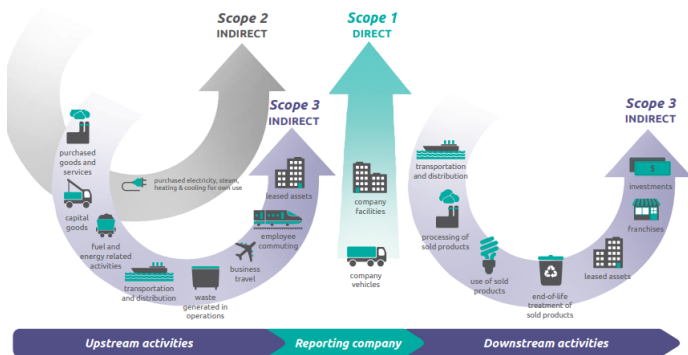 Scope 2
INDIRECT
Scope 1
DIRECT
Scope 3
INDIRECT
Scope 3
INDIRECT
purchased
goods and
services
capital
goods
fuel and
energy related
activities
transportation
and distribution
waste
generated in
operations
business
travel
employee
commuting
leased assets
purchased electricity, steam,
heating & cooling for own use
company
facilities
company
vehicles
transportation
and distribution
processing of
sold products
use of sold
products
end-of-life
treatment of
sold products
leased assets
franchises
investments
$
Upstream activities
Reporting company
Downstream activities